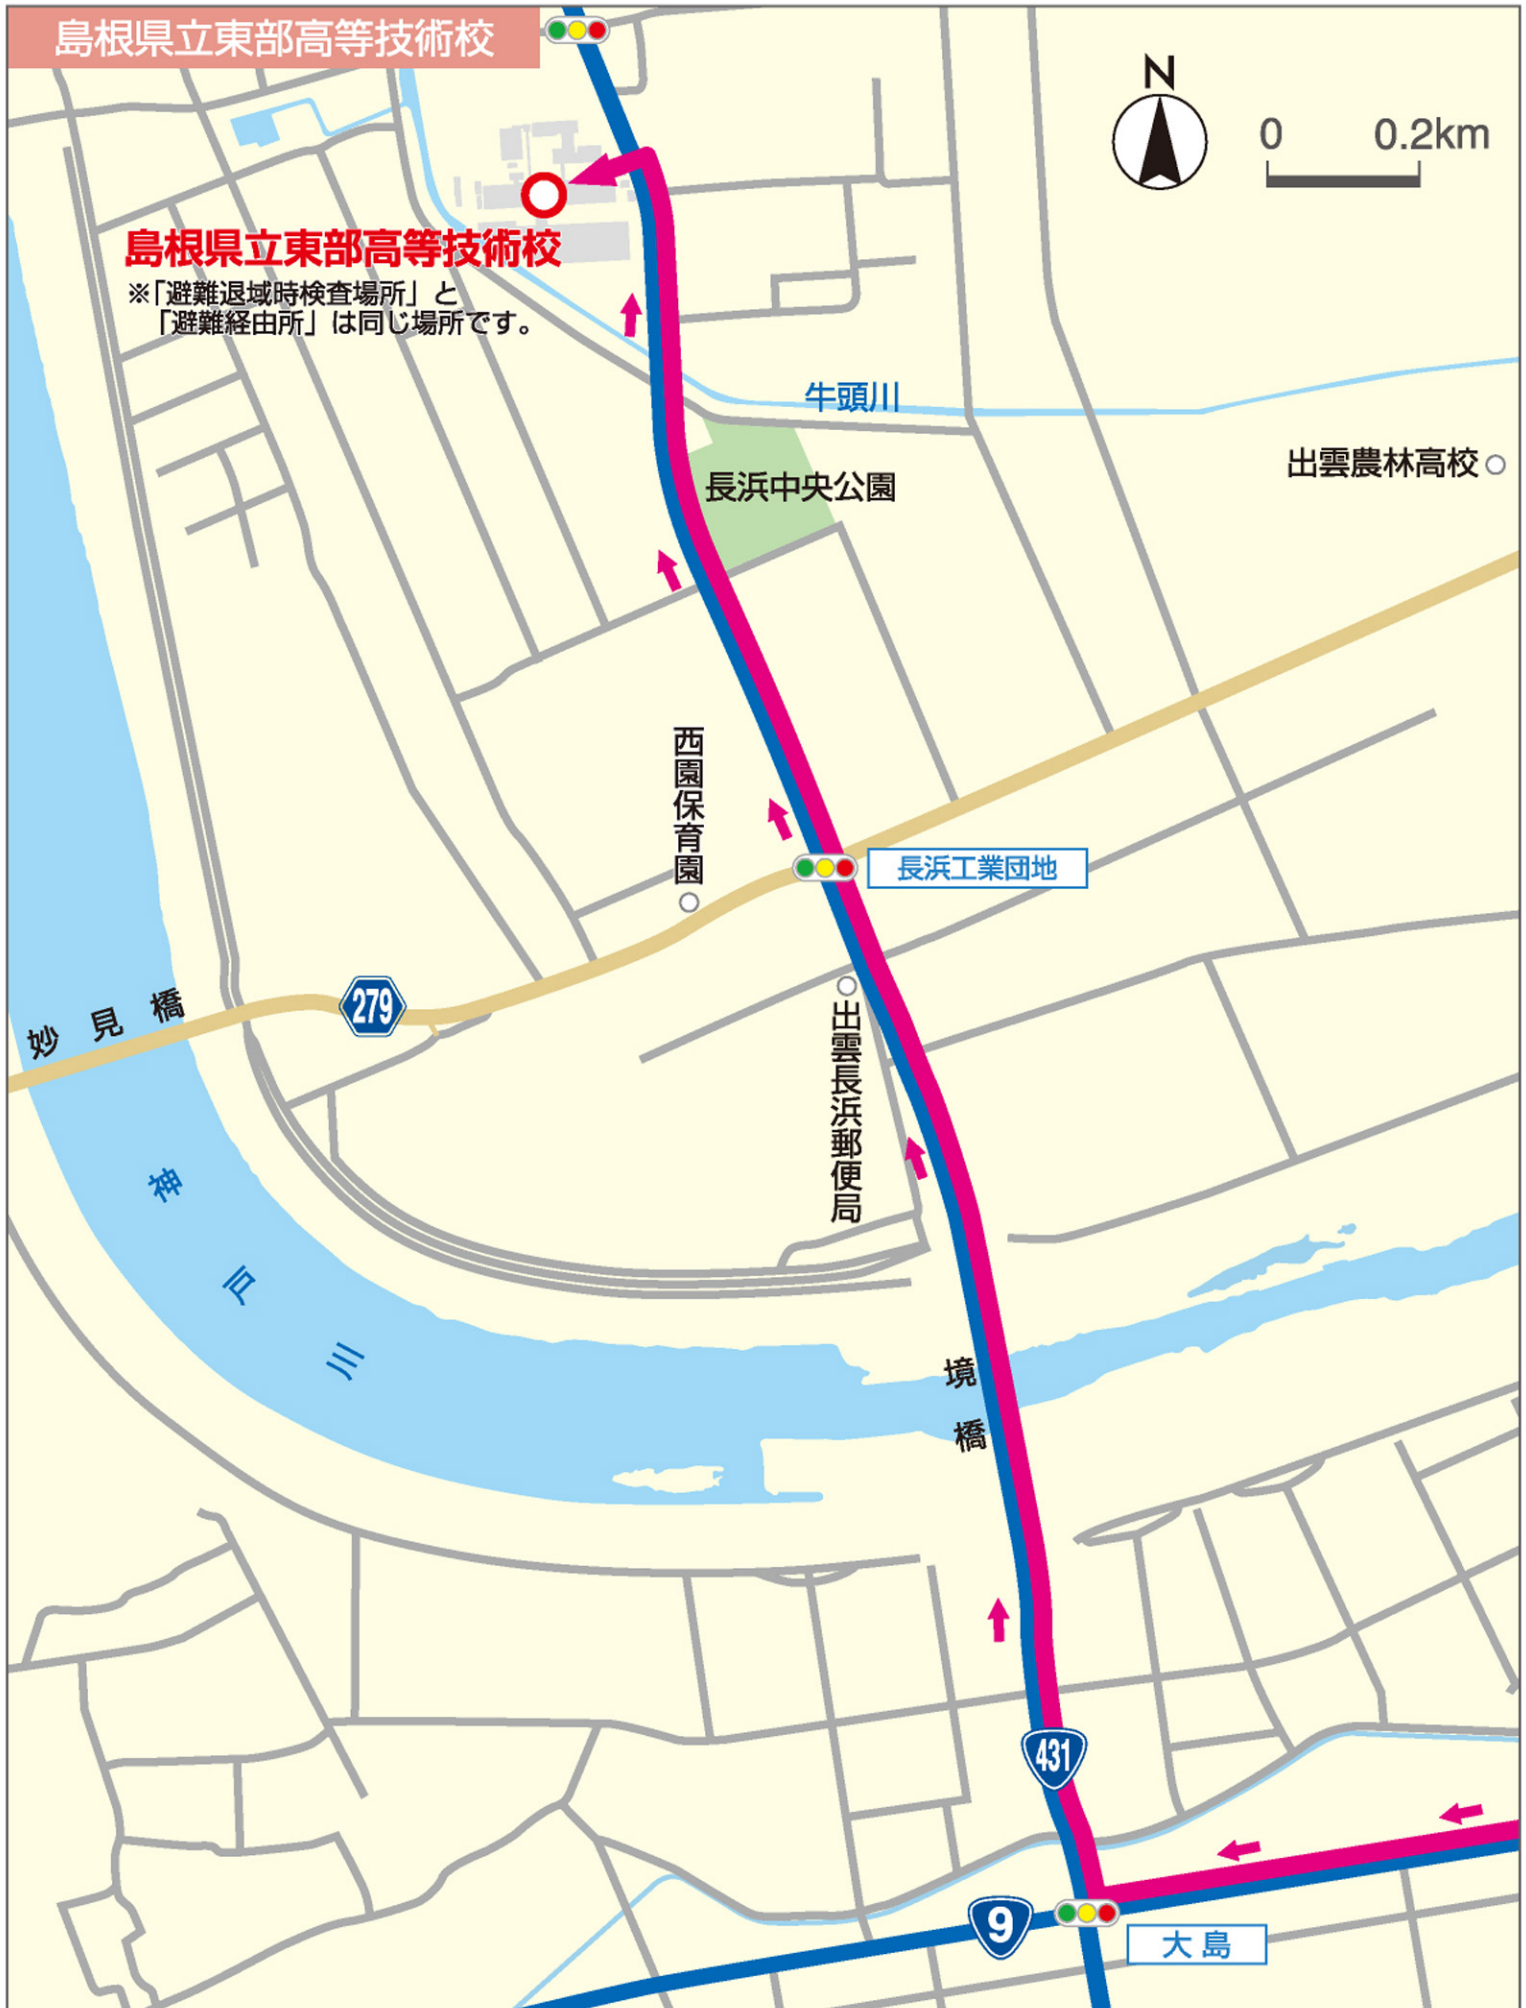 島根県立東部高等技術校
N
0 0.2km
島根県立東部高等技術校
※「避難退域時検査場所」と
「避難経由所」は同じ場所です。
牛頭川
出雲農林高校
長浜中央公園
西園保育園
長浜工業団地
279
妙見橋
出雲長浜郵便局
神戸川
境橋
431
9
大島